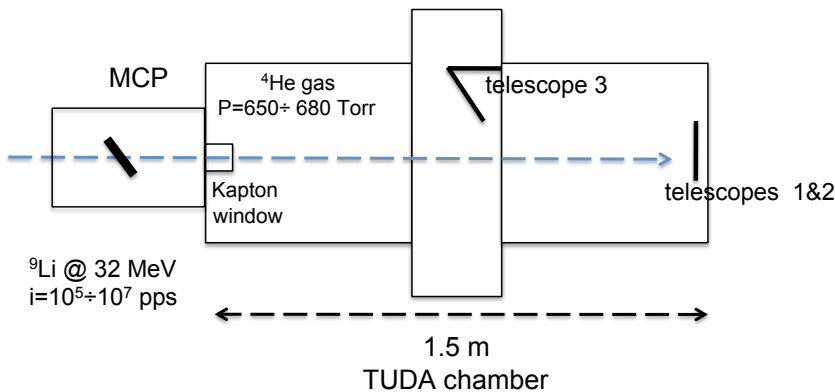 MCP
⁴He gas
P=650÷ 680 Torr
telescope 3
Kapton
window
telescopes 1&2
⁹Li @ 32 MeV
i=10⁵÷10⁷ pps
1.5 m
TUDA chamber